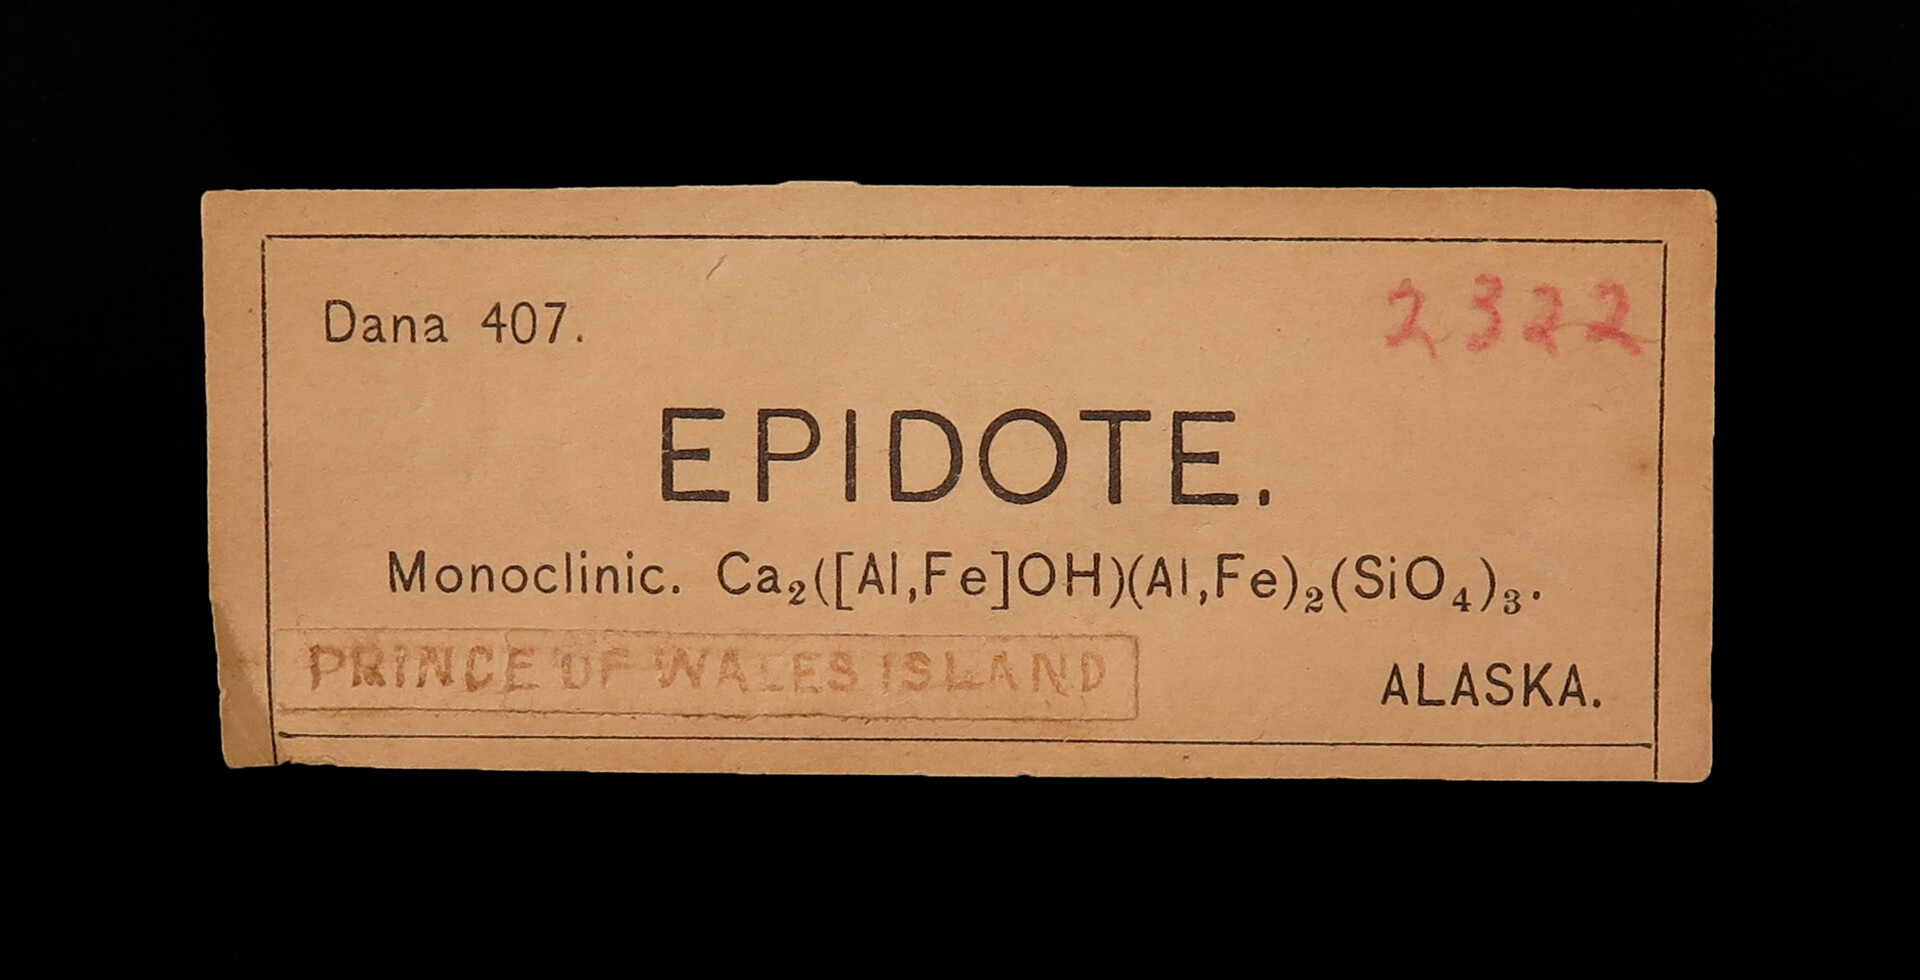 Dana 407.
2322
EPIDOTE.
Monoclinic. Ca₂([Al,Fe]OH)(Al,Fe)₂(SiO₄)₃.
PRINCE OF WALES ISLAND
ALASKA.